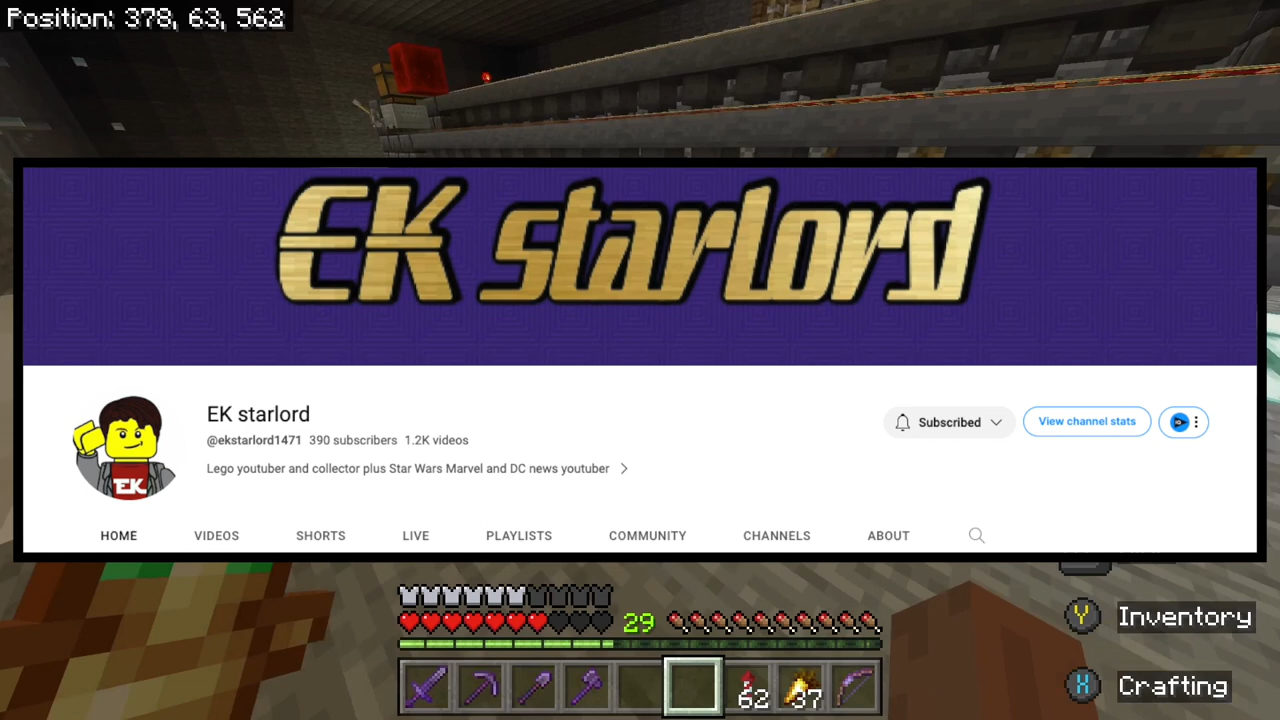 Position: 378, 63, 562
EK starlord
EK starlord
@ekstarlord1471 390 subscribers 1.2K videos
Lego youtuber and collector plus Star Wars Marvel and DC news youtuber
Subscribed
View channel stats
EK
HOME VIDEOS SHORTS LIVE PLAYLISTS COMMUNITY CHANNELS ABOUT
29
Y Inventory
62 37
X Crafting